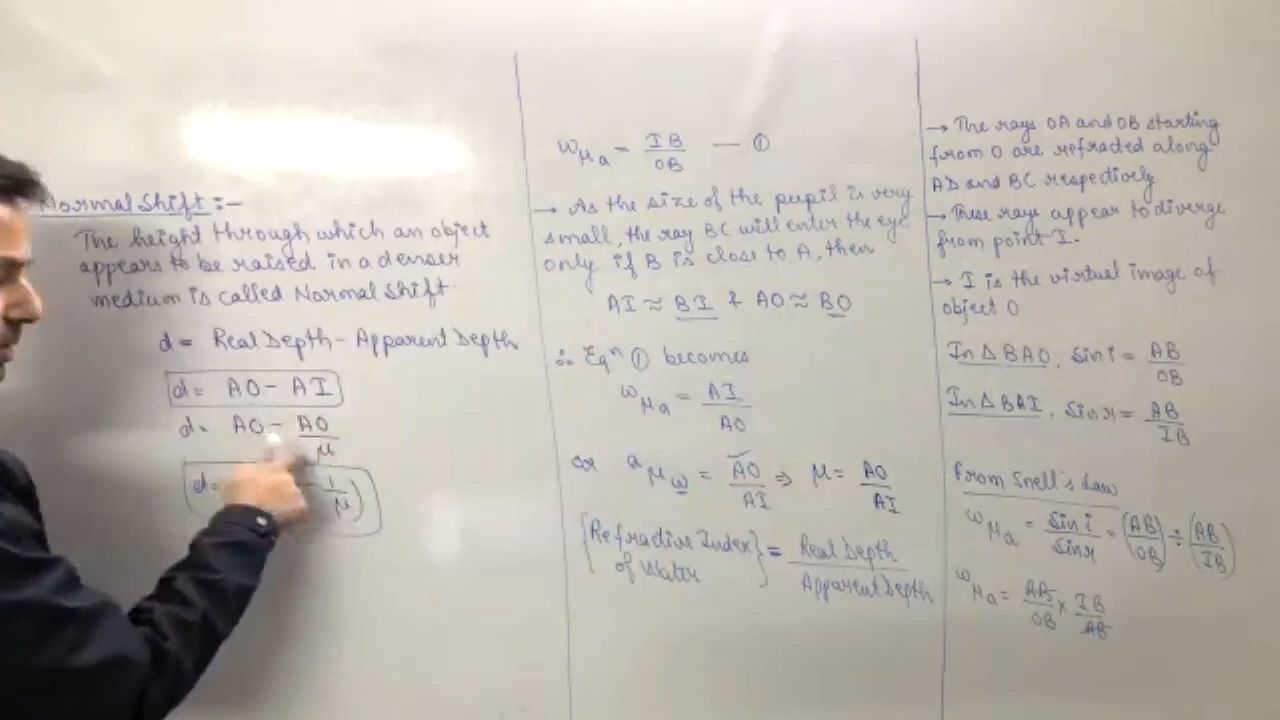 Normal Shift :-
The height through which an object
appears to be raised in a denser
medium is called Normal Shift.
d = Real Depth - Apparent Depth
d = AO - AI
d = AO - AO/μ
d = 1/μ)
ʷμₐ = IB/OB — ①
→ As the size of the pupil is very
small, the ray BC will enter the eye
only if B is close to A, then
AI ≈ BI & AO ≈ BO
∴ Eqⁿ ① becomes
ʷμₐ = AI/AO
or ᵃμ_ω = AO/AI ⇒ μ = AO/AI
{Refractive Index of Water} = Real Depth/Apparent Depth
→ The rays OA and OB starting
from O are refracted along
AD and BC respectively
→ These rays appear to diverge
from point I.
→ I is the virtual image of
object O
In Δ BAO, Sin i = AB/OB
In Δ BAI, Sin r = AB/IB
from Snell's Law
ʷμₐ = Sin i/Sin r = (AB/OB) ÷ (AB/IB)
ʷμₐ = AB/OB × IB/AB